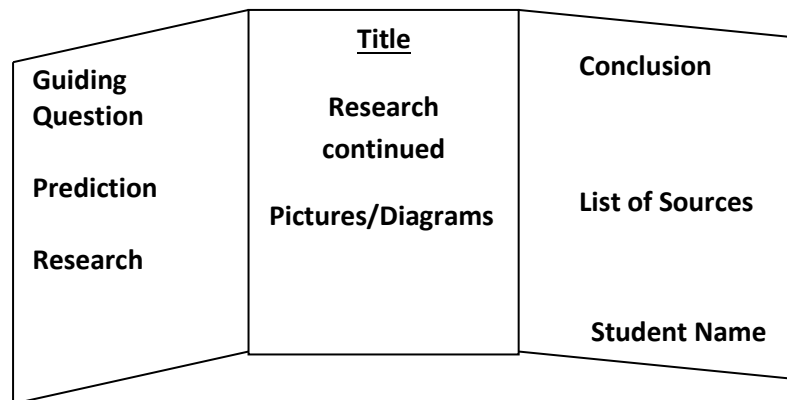 Guiding
Question
Prediction
Research
Title
Research
continued
Pictures/Diagrams
Conclusion
List of Sources
Student Name